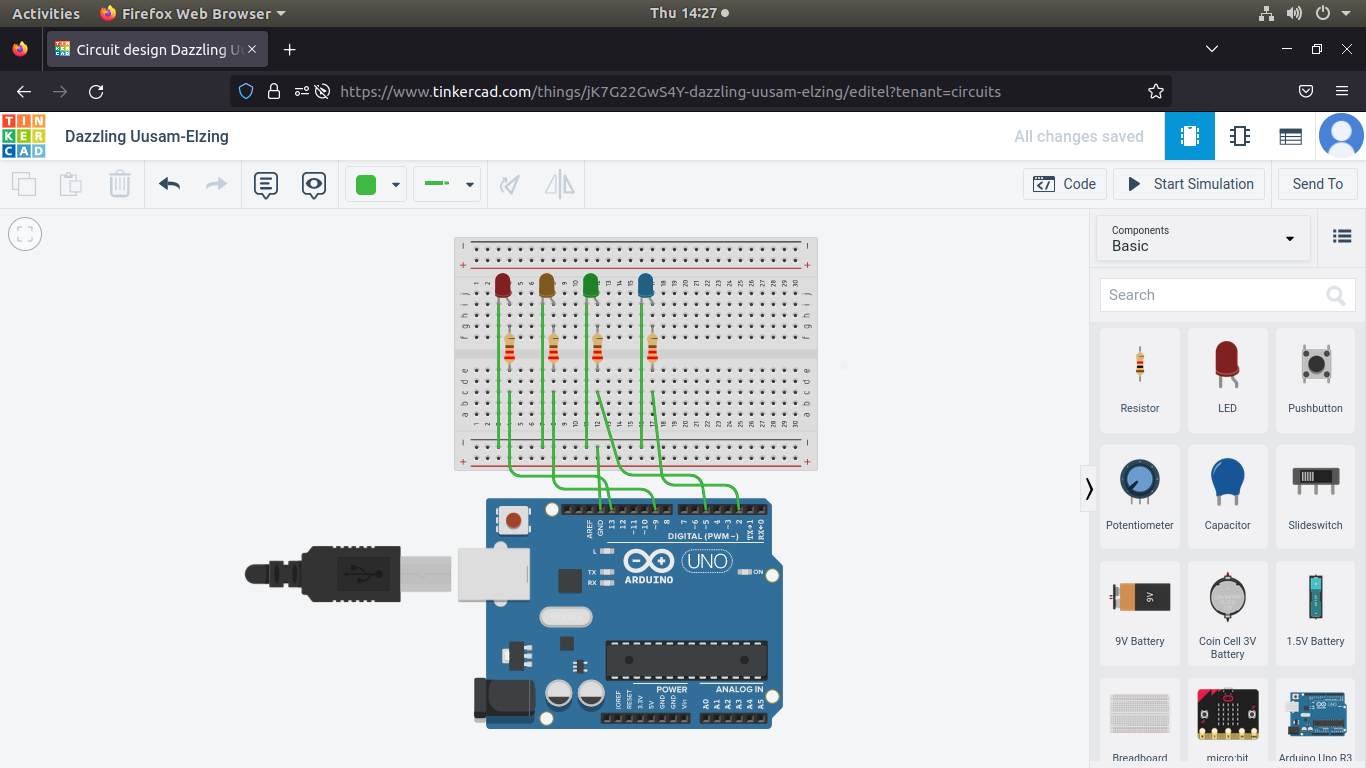 Activities Firefox Web Browser Thu 14:27
Circuit design Dazzling U
https://www.tinkercad.com/things/jK7G22GwS4Y-dazzling-uusam-elzing/editel?tenant=circuits
TIN
KER
CAD
Dazzling Uusam-Elzing
All changes saved
Code
Start Simulation
Send To
Components
Basic
Search
Resistor
LED
Pushbutton
Potentiometer
Capacitor
Slideswitch
9V
9V Battery
Coin Cell 3V
Battery
1.5V Battery
Breadboard
micro:bit
Arduino Uno R3
AREF
GND
13
12
~11
~10
~9
8
7
~6
~5
4
~3
2
TX→1
RX←0
DIGITAL (PWM~)
L
TX
RX
ARDUINO
UNO
ON
POWER
ANALOG IN
IOREF
RESET
3.3V
5V
GND
GND
Vin
A0
A1
A2
A3
A4
A5